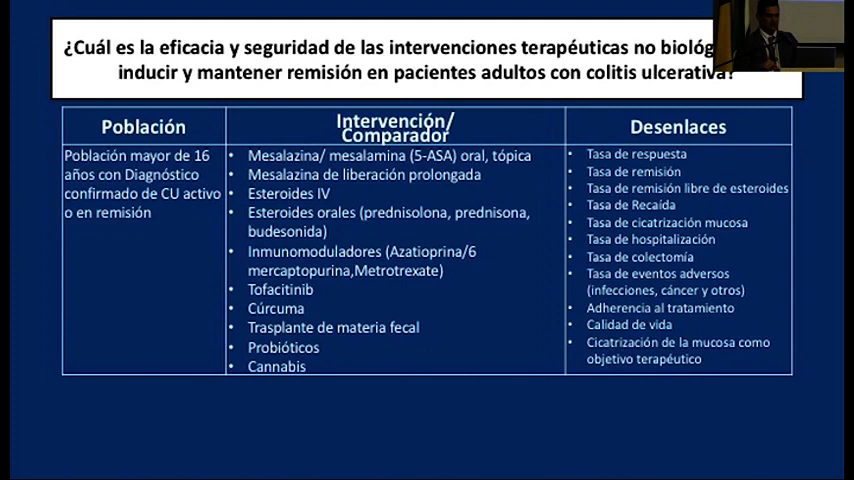 ¿Cuál es la eficacia y seguridad de las intervenciones terapéuticas no
inducir y mantener remisión en pacientes adultos con colitis ulcerativa?
Población
Intervención/
Comparador
Desenlaces
Población mayor de 16
años con Diagnóstico
confirmado de CU activo
o en remisión
• Mesalazina/ mesalamina (5-ASA) oral, tópica
• Mesalazina de liberación prolongada
• Esteroides IV
• Esteroides orales (prednisolona, prednisona,
budesonida)
• Inmunomoduladores (Azatioprina/6
mercaptopurina,Metrotrexate)
• Tofacitinib
• Cúrcuma
• Trasplante de materia fecal
• Probióticos
• Cannabis
• Tasa de respuesta
• Tasa de remisión
• Tasa de remisión libre de esteroides
• Tasa de Recaída
• Tasa de cicatrización mucosa
• Tasa de hospitalización
• Tasa de colectomía
• Tasa de eventos adversos
(infecciones, cáncer y otros)
• Adherencia al tratamiento
• Calidad de vida
• Cicatrización de la mucosa como
objetivo terapéutico